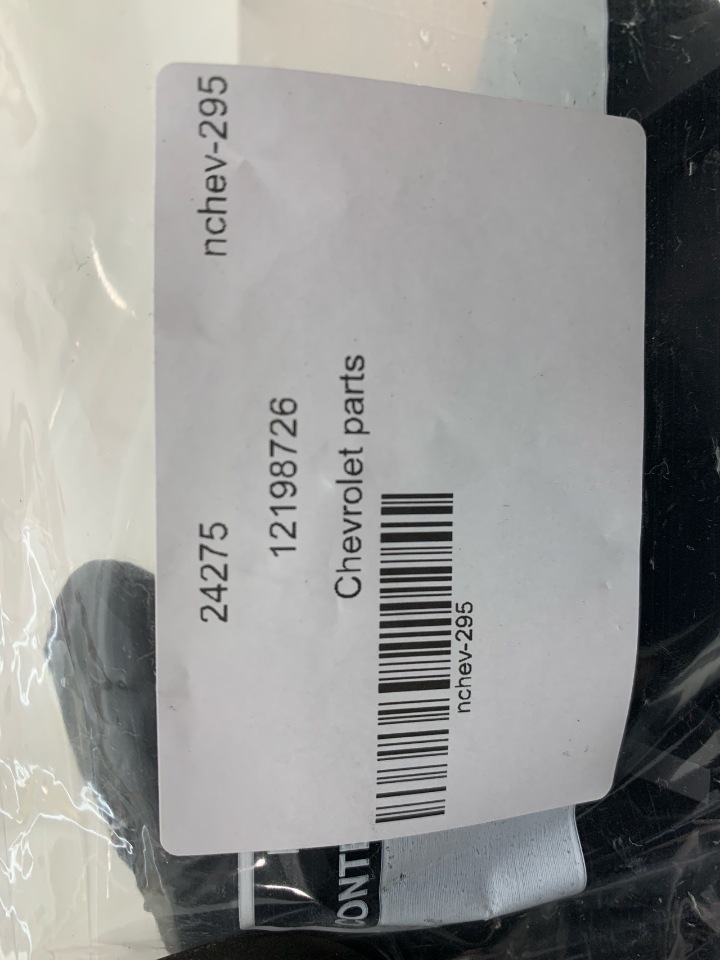 24275 nchev-295
12198726
Chevrolet parts
nchev-295